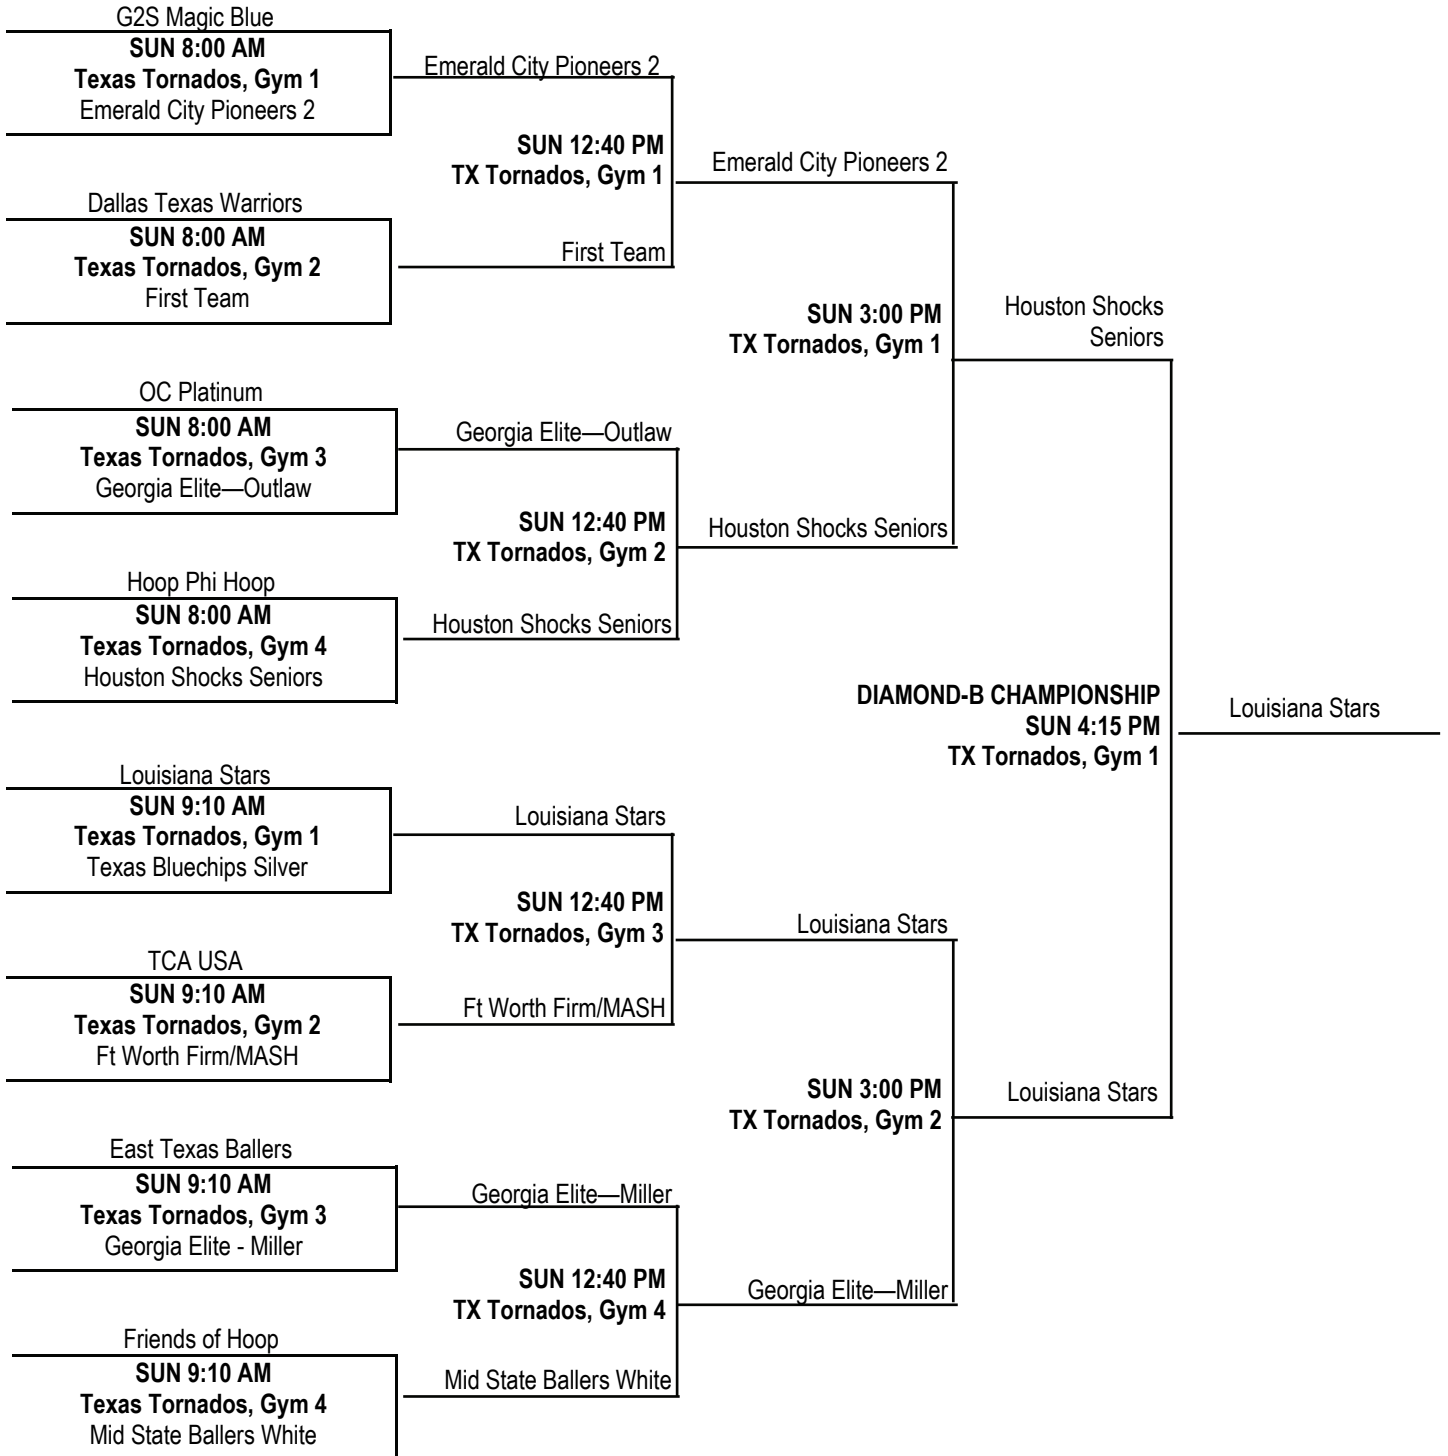 G2S Magic Blue
SUN 8:00 AM
Texas Tornados, Gym 1
Emerald City Pioneers 2
Dallas Texas Warriors
SUN 8:00 AM
Texas Tornados, Gym 2
First Team
OC Platinum
SUN 8:00 AM
Texas Tornados, Gym 3
Georgia Elite—Outlaw
Hoop Phi Hoop
SUN 8:00 AM
Texas Tornados, Gym 4
Houston Shocks Seniors
Louisiana Stars
SUN 9:10 AM
Texas Tornados, Gym 1
Texas Bluechips Silver
TCA USA
SUN 9:10 AM
Texas Tornados, Gym 2
Ft Worth Firm/MASH
East Texas Ballers
SUN 9:10 AM
Texas Tornados, Gym 3
Georgia Elite - Miller
Friends of Hoop
SUN 9:10 AM
Texas Tornados, Gym 4
Mid State Ballers White
Emerald City Pioneers 2
SUN 12:40 PM
TX Tornados, Gym 1
First Team
Georgia Elite—Outlaw
SUN 12:40 PM
TX Tornados, Gym 2
Houston Shocks Seniors
Louisiana Stars
SUN 12:40 PM
TX Tornados, Gym 3
Ft Worth Firm/MASH
Georgia Elite—Miller
SUN 12:40 PM
TX Tornados, Gym 4
Mid State Ballers White
Emerald City Pioneers 2
SUN 3:00 PM
TX Tornados, Gym 1
Houston Shocks Seniors
Louisiana Stars
SUN 3:00 PM
TX Tornados, Gym 2
Georgia Elite—Miller
Houston Shocks
Seniors
DIAMOND-B CHAMPIONSHIP
SUN 4:15 PM
TX Tornados, Gym 1
Louisiana Stars
Louisiana Stars